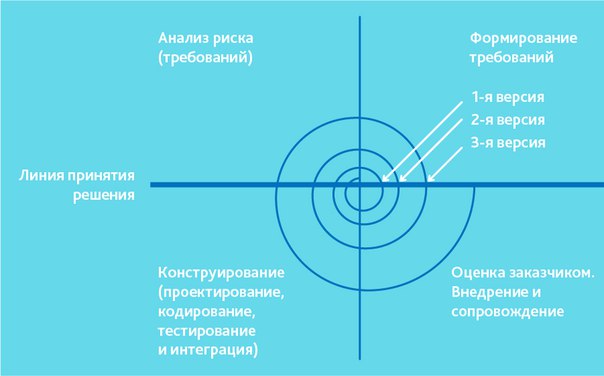 Анализ риска
(требований)
Формирование
требований
1-я версия
2-я версия
3-я версия
Линия принятия
решения
Конструирование
(проектирование,
кодирование,
тестирование
и интеграция)
Оценка заказчиком.
Внедрение и
сопровождение